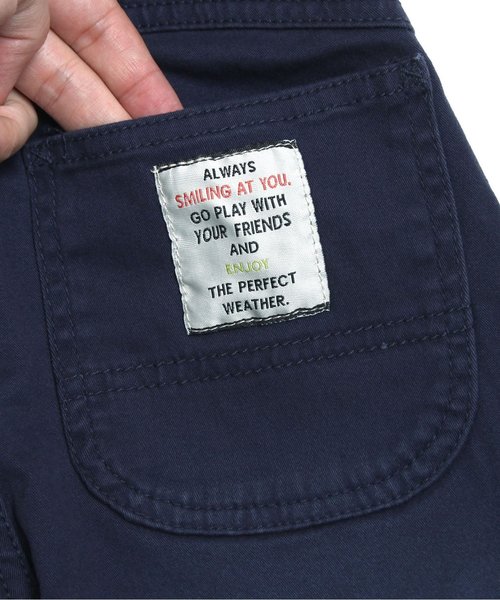 ALWAYS
SMILING AT YOU.
GO PLAY WITH
YOUR FRIENDS
AND
ENJOY
THE PERFECT
WEATHER.